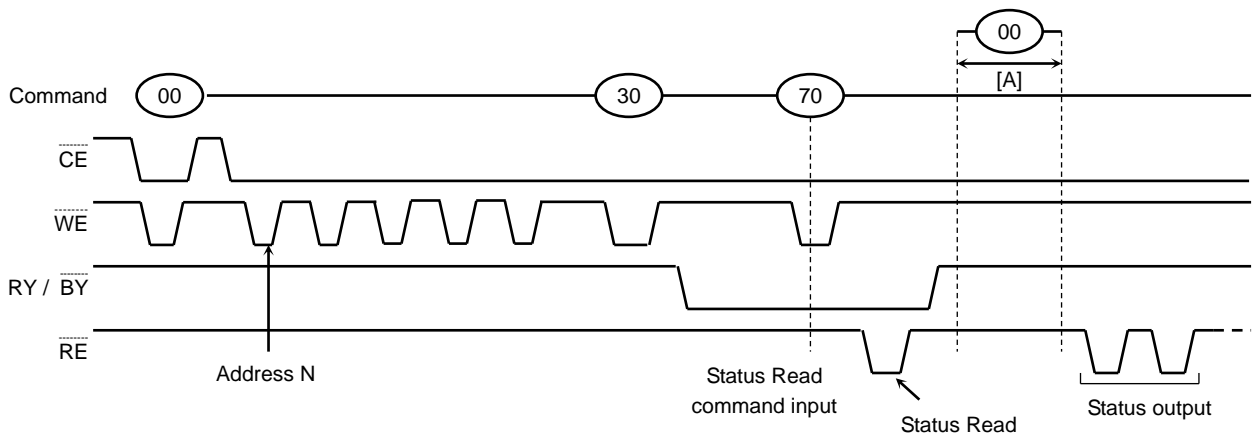 00
[A]
Command 00 30 70
CE
WE
RY / BY
RE
Address N
Status Read
command input
Status Read
Status output